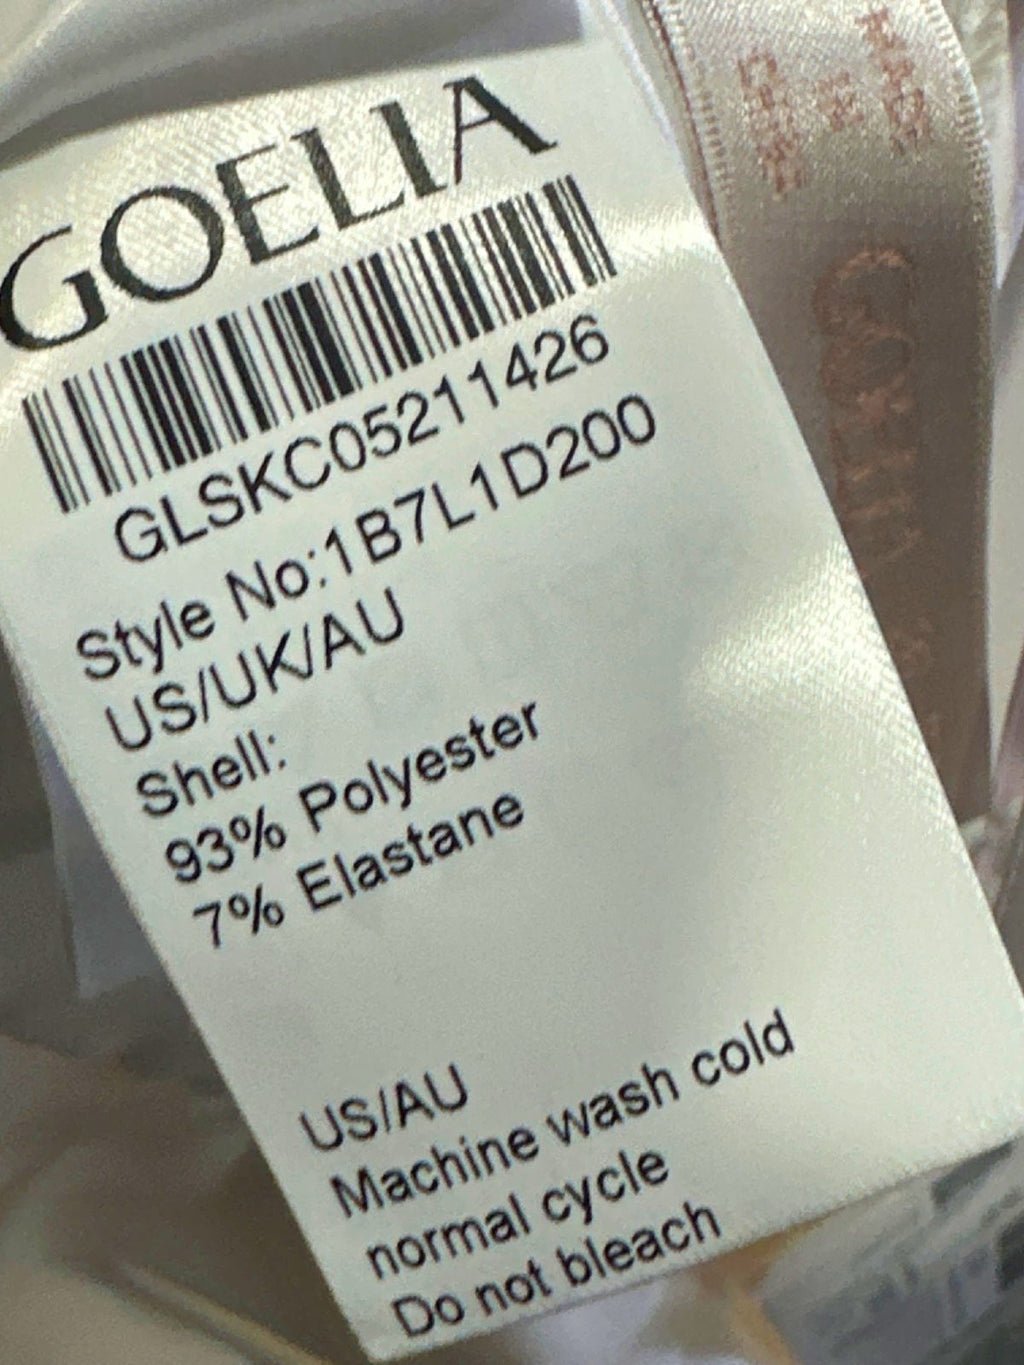 GOELIA
GLSKC05211426
Style No:1B7L1D200
US/UK/AU
Shell:
93% Polyester
7% Elastane
US/AU
Machine wash cold
normal cycle
Do not bleach